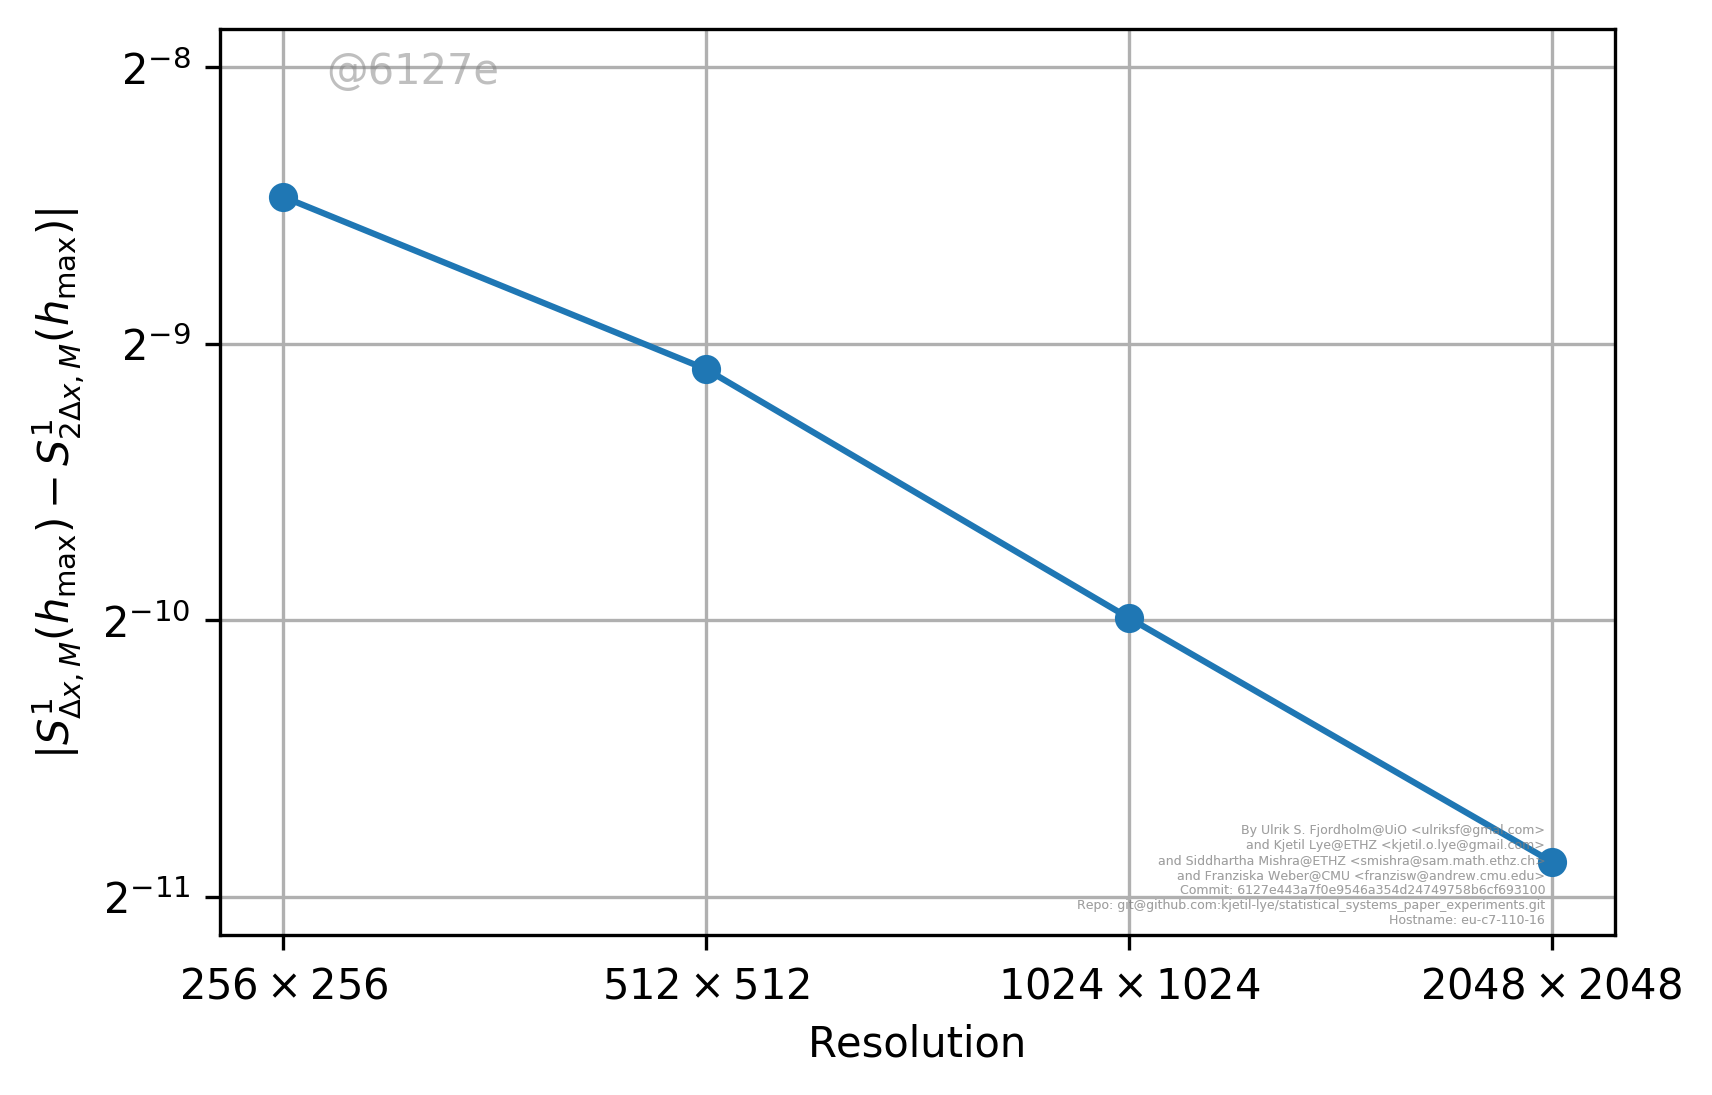 2⁻⁸
@6127e
2⁻⁹
2⁻¹⁰
2⁻¹¹
|S¹_{Δx,M}(h_max) − S¹_{2Δx,M}(h_max)|
By Ulrik S. Fjordholm@UiO <ulriksf@gmail.com>
and Kjetil Lye@ETHZ <kjetil.o.lye@gmail.com>
and Siddhartha Mishra@ETHZ <smishra@sam.math.ethz.ch>
and Franziska Weber@CMU <franzisw@andrew.cmu.edu>
Commit: 6127e443a7f0e9546a354d24749758b6cf693100
Repo: git@github.com:kjetil-lye/statistical_systems_paper_experiments.git
Hostname: eu-c7-110-16
256 × 256
512 × 512
1024 × 1024
2048 × 2048
Resolution